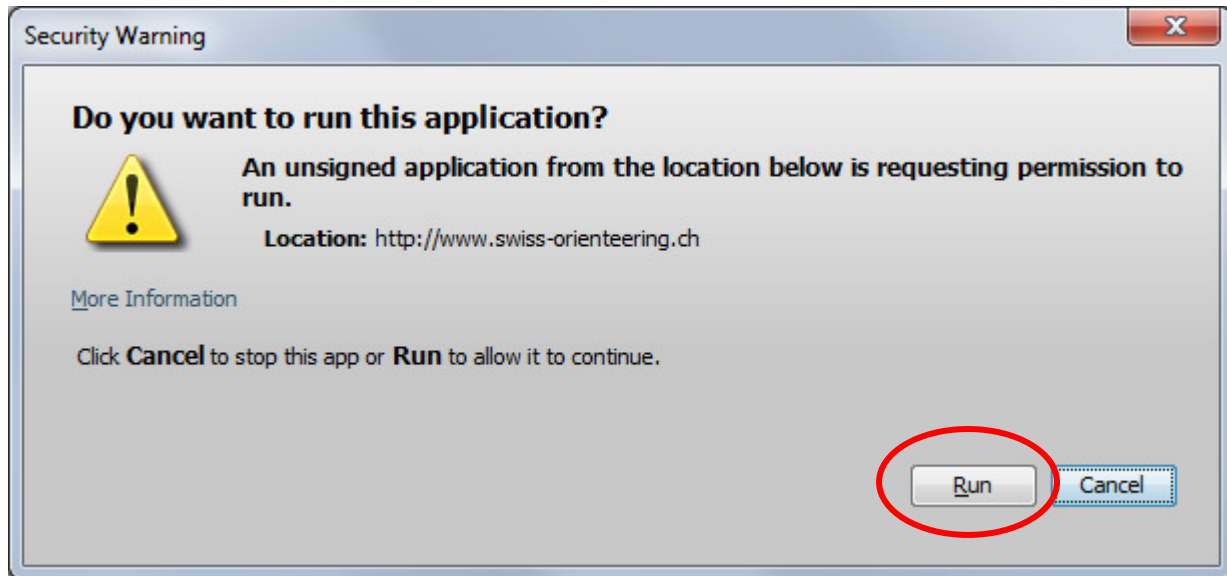 Security Warning
Do you want to run this application?
An unsigned application from the location below is requesting permission to
run.
Location: http://www.swiss-orienteering.ch
More Information
Click Cancel to stop this app or Run to allow it to continue.
Run Cancel